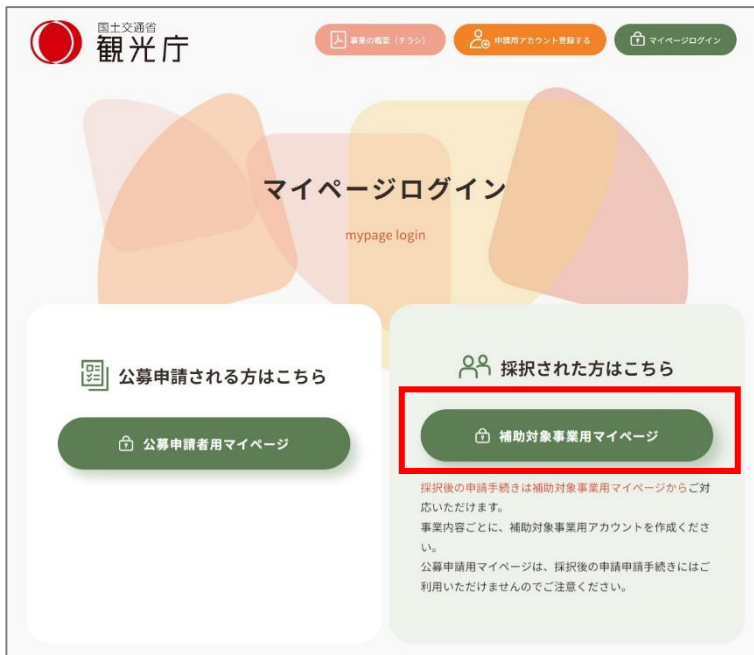 国土交通省
観光庁
事業の概要(チラシ)
申請用アカウント登録する
マイページログイン
マイページログイン
mypage login
公募申請される方はこちら
公募申請者用マイページ
採択された方はこちら
補助対象事業用マイページ
採択後の申請手続きは補助対象事業用マイページからご対
応いただけます。
事業内容ごとに、補助対象事業用アカウントを作成くださ
い。
公募申請用マイページは、採択後の申請申請手続きにはご
利用いただけませんのでご注意ください。